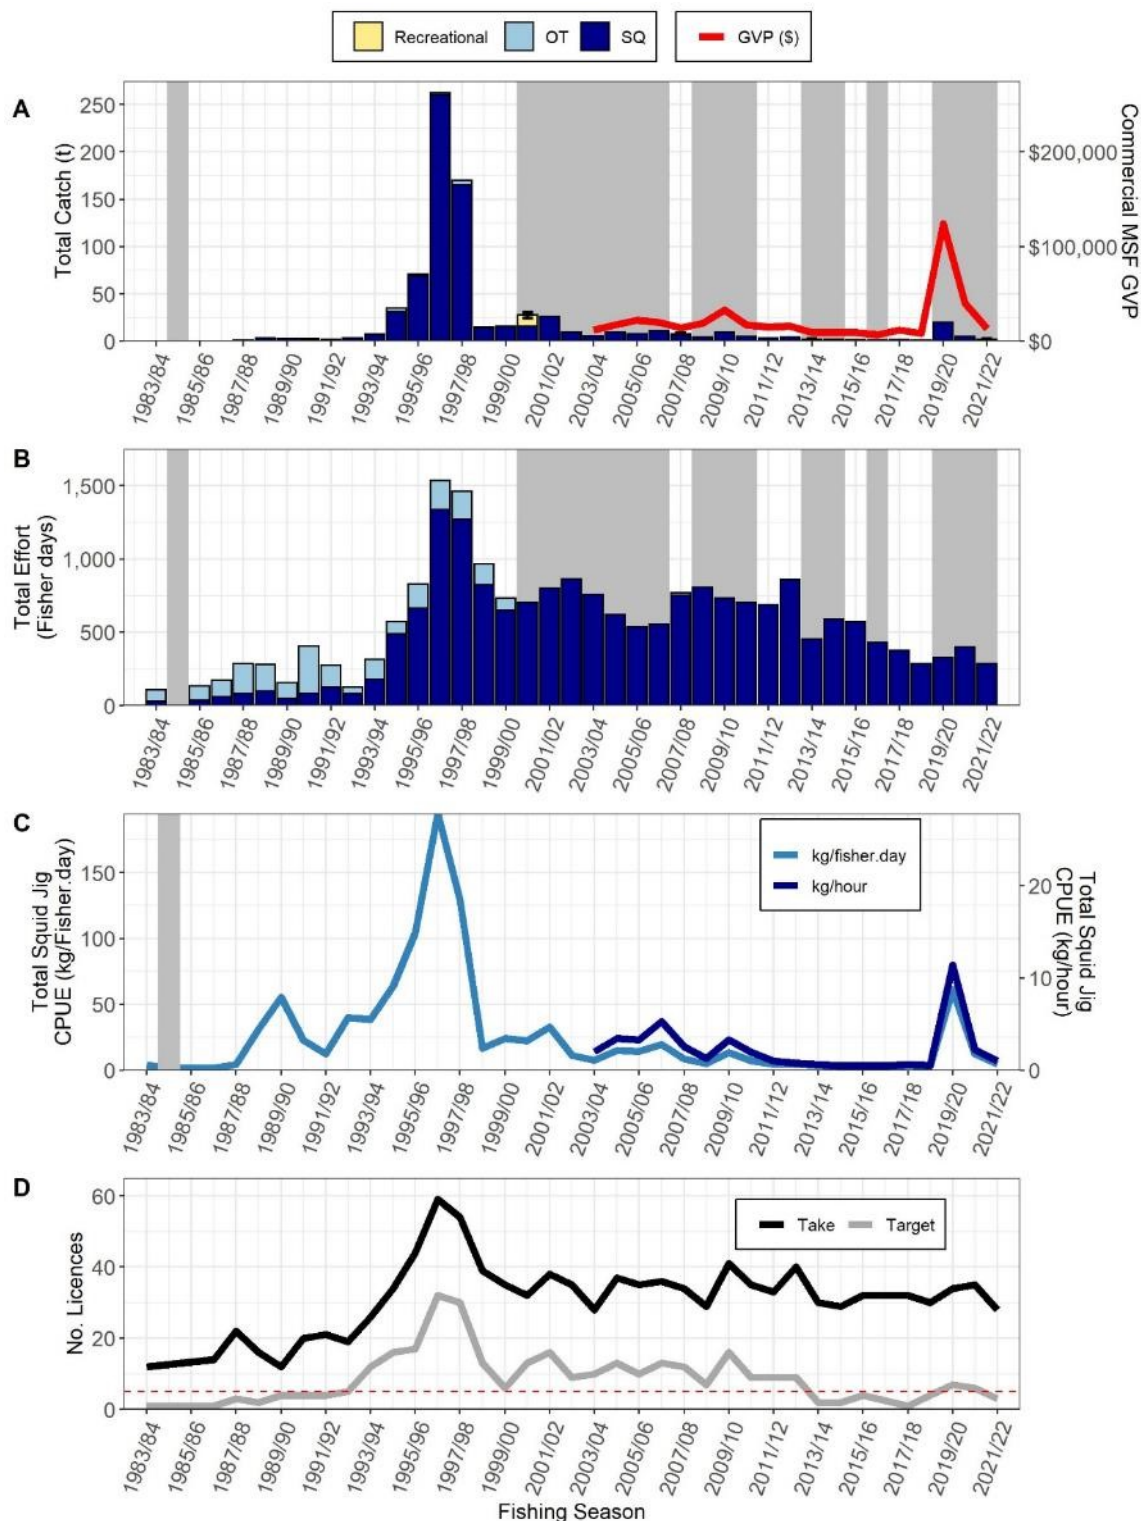 Recreational OT SQ GVP ($)
A
Total Catch (t)
250
200
150
100
50
0
$200,000
$100,000
$0
Commercial MSF GVP
1983/84 1985/86 1987/88 1989/90 1991/92 1993/94 1995/96 1997/98 1999/00 2001/02 2003/04 2005/06 2007/08 2009/10 2011/12 2013/14 2015/16 2017/18 2019/20 2021/22
B
Total Effort
(Fisher days)
1,500
1,000
500
0
1983/84 1985/86 1987/88 1989/90 1991/92 1993/94 1995/96 1997/98 1999/00 2001/02 2003/04 2005/06 2007/08 2009/10 2011/12 2013/14 2015/16 2017/18 2019/20 2021/22
C
Total Squid Jig
CPUE (kg/Fisher.day)
150
100
50
0
kg/fisher.day
kg/hour
20
10
0
Total Squid Jig
CPUE (kg/hour)
1983/84 1985/86 1987/88 1989/90 1991/92 1993/94 1995/96 1997/98 1999/00 2001/02 2003/04 2005/06 2007/08 2009/10 2011/12 2013/14 2015/16 2017/18 2019/20 2021/22
D
No. Licences
60
40
20
0
Take Target
1983/84 1985/86 1987/88 1989/90 1991/92 1993/94 1995/96 1997/98 1999/00 2001/02 2003/04 2005/06 2007/08 2009/10 2011/12 2013/14 2015/16 2017/18 2019/20 2021/22
Fishing Season